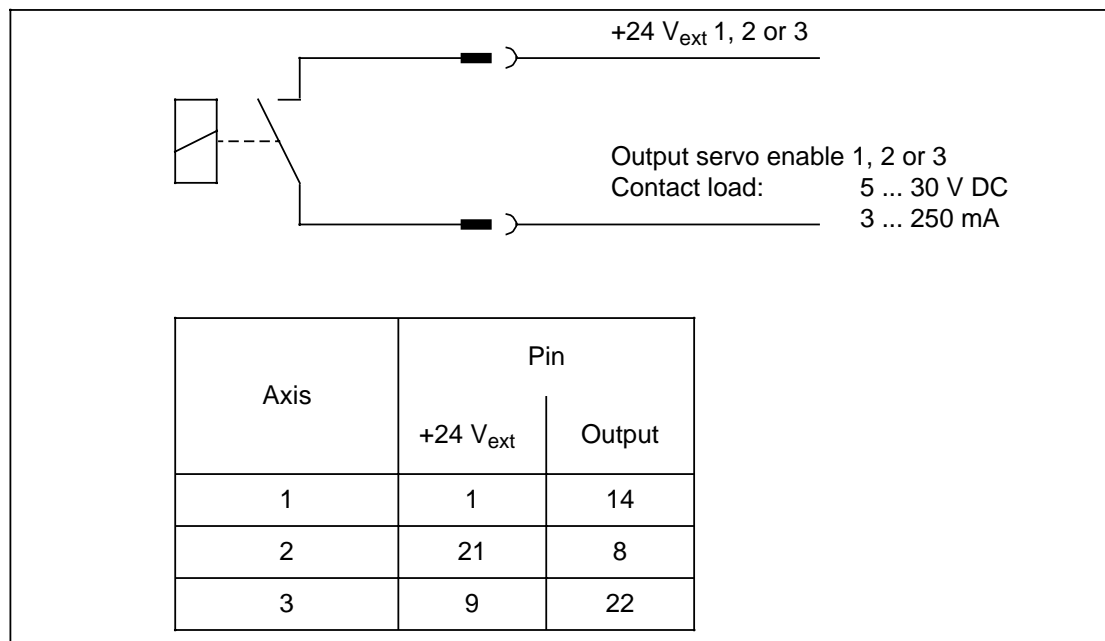 +24 Vext 1, 2 or 3
Output servo enable 1, 2 or 3
Contact load: 5 ... 30 V DC
3 ... 250 mA
Axis
Pin
+24 Vext
Output
1 1 14
2 21 8
3 9 22